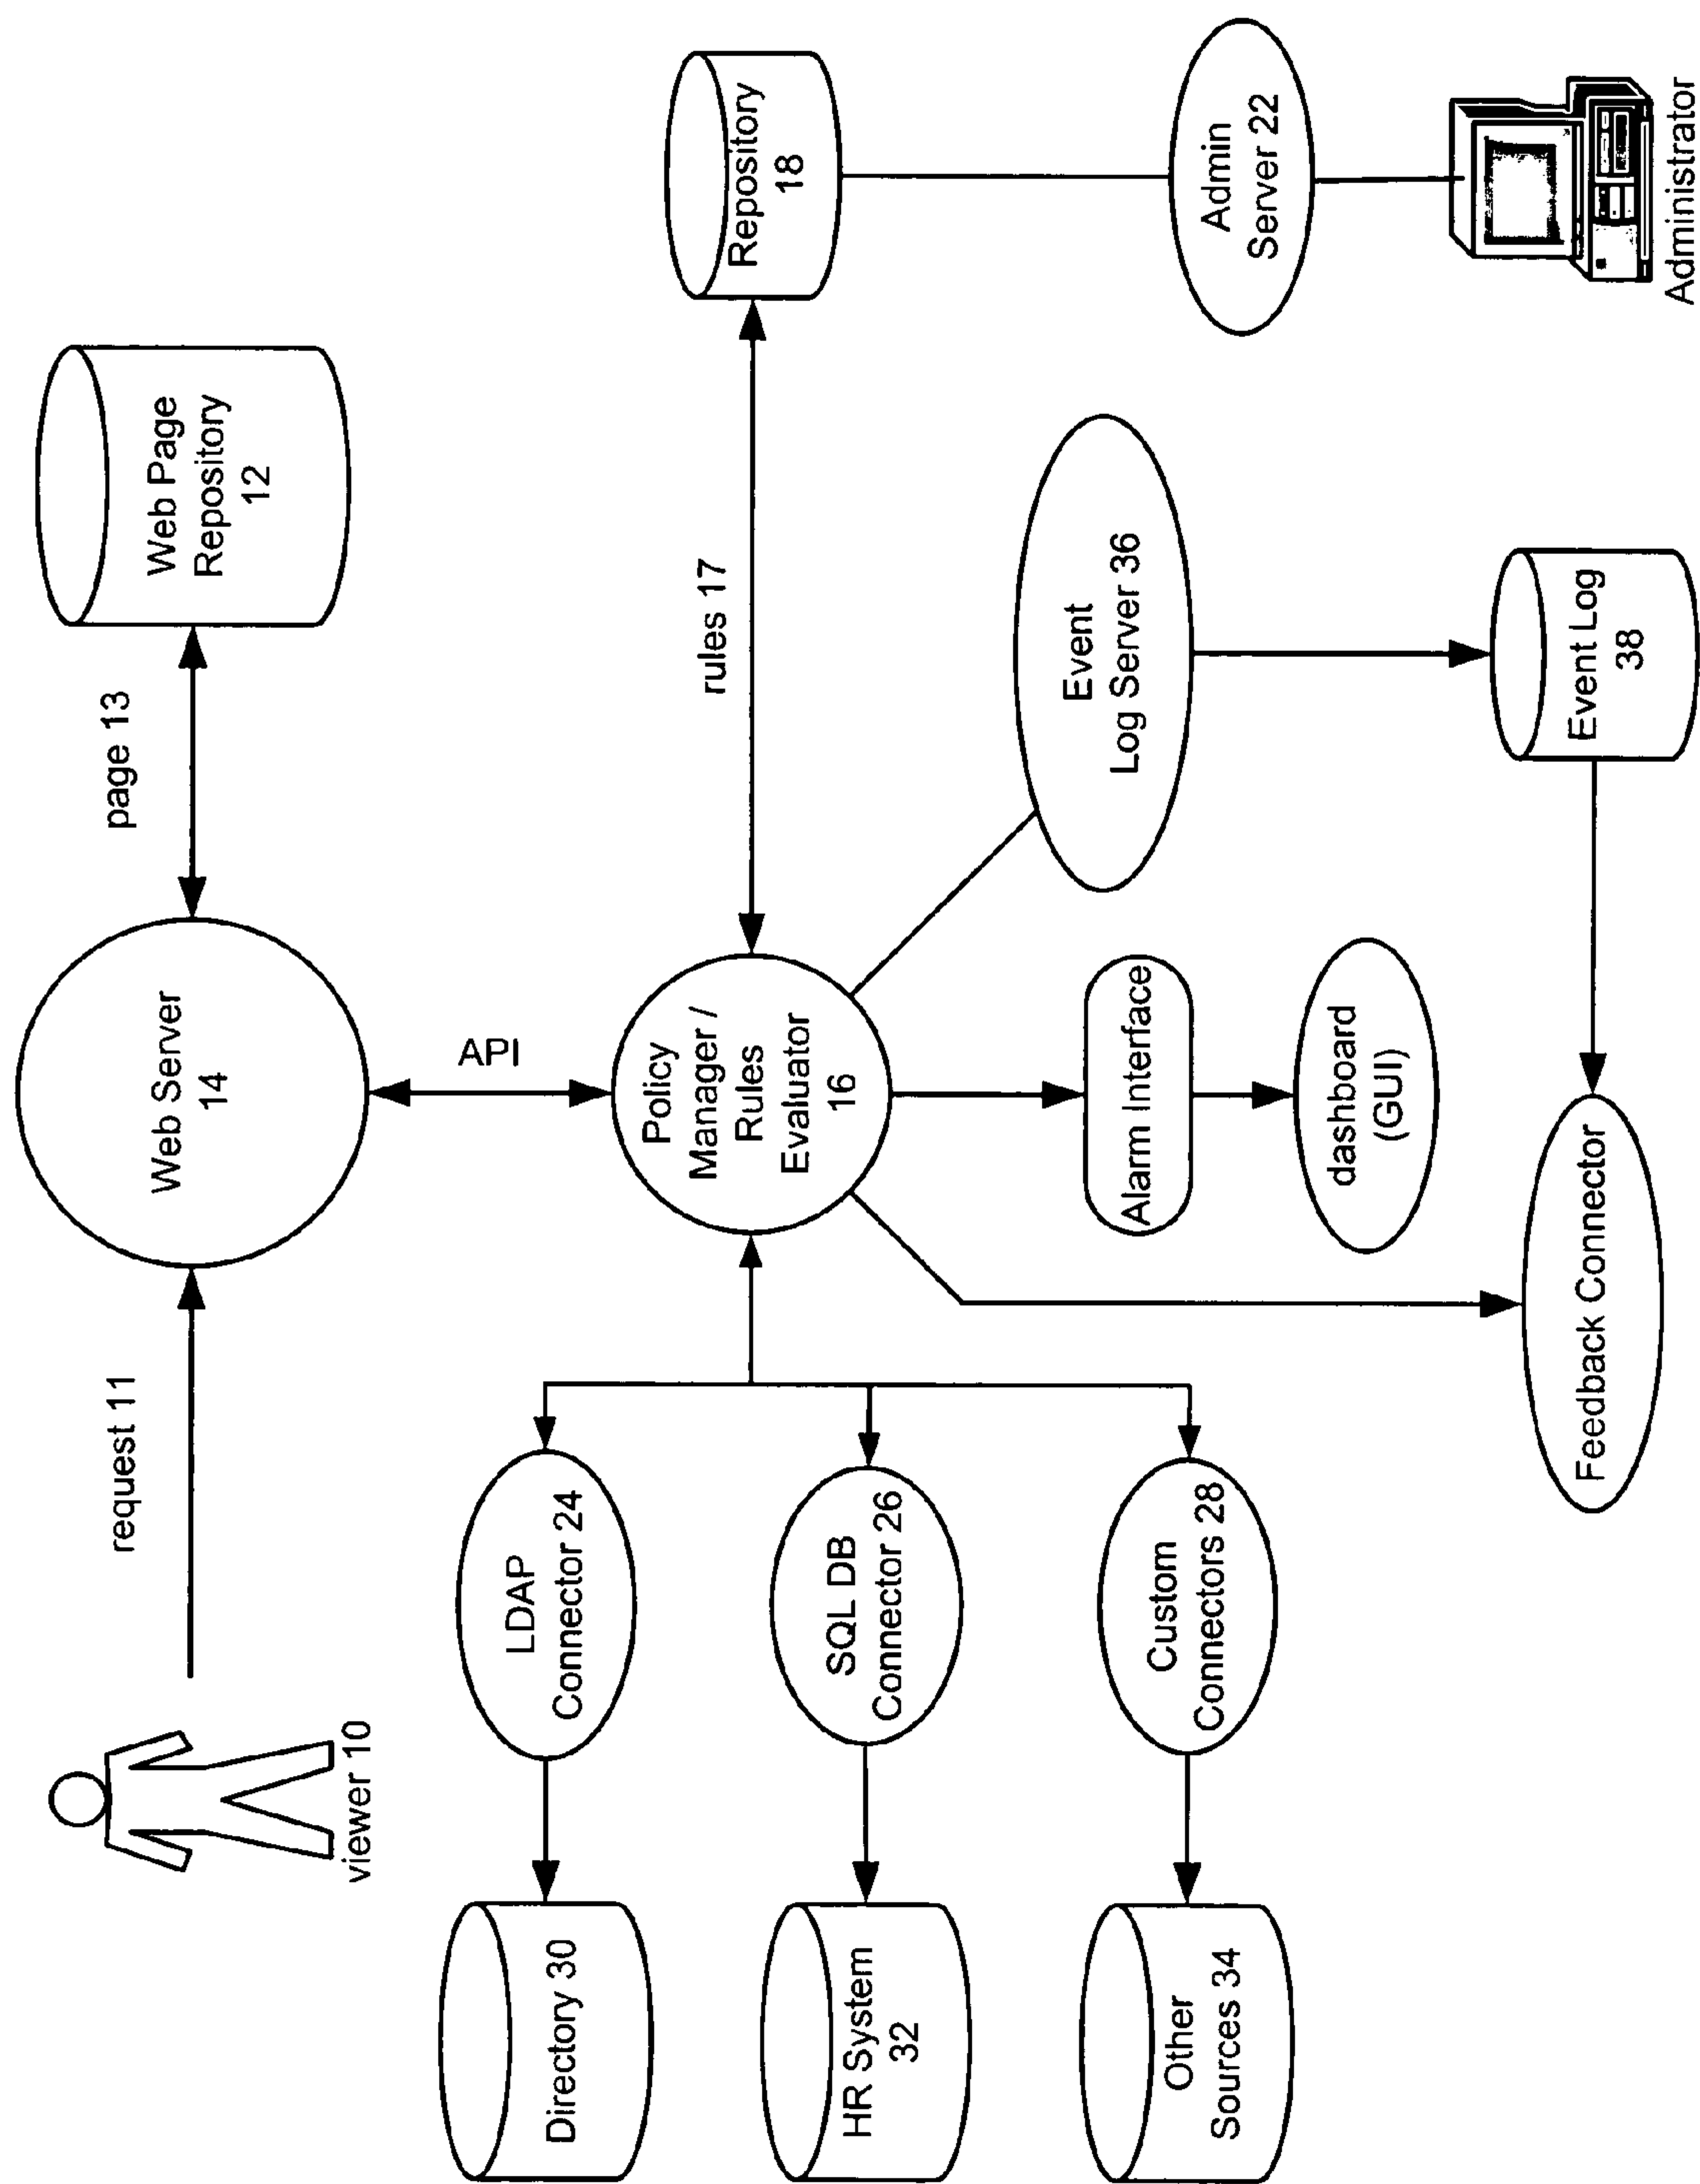 viewer 10
request 11
Web Server
14
page 13
Web Page
Repository
12
API
Directory 30
LDAP
Connector 24
HR System
32
SQL DB
Connector 26
Other
Sources 34
Custom
Connectors 28
Policy
Manager /
Rules
Evaluator
16
rules 17
Repository
18
Alarm Interface
dashboard
(GUI)
Event
Log Server 36
Admin
Server 22
Feedback Connector
Event Log
38
Administrator